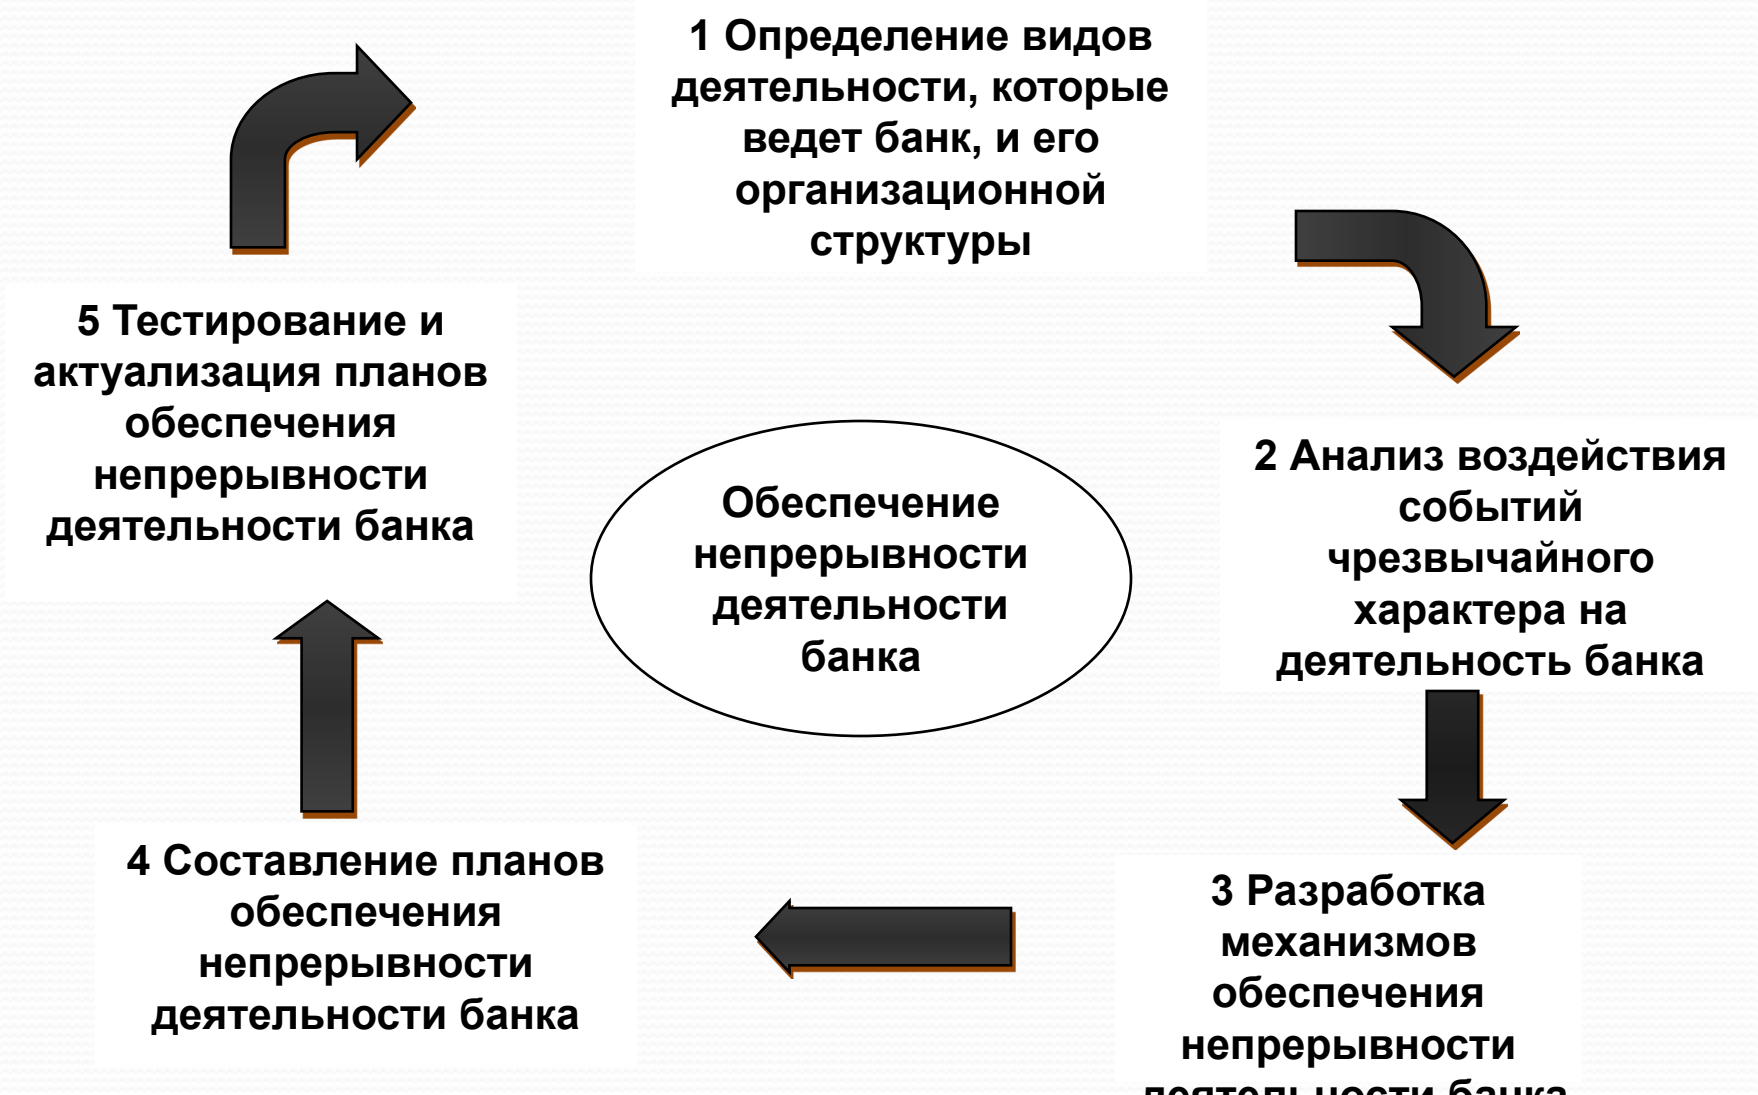 1 Определение видов
деятельности, которые
ведет банк, и его
организационной
структуры
2 Анализ воздействия
событий
чрезвычайного
характера на
деятельность банка
3 Разработка
механизмов
обеспечения
непрерывности
деятельности банка
4 Составление планов
обеспечения
непрерывности
деятельности банка
5 Тестирование и
актуализация планов
обеспечения
непрерывности
деятельности банка
Обеспечение
непрерывности
деятельности
банка